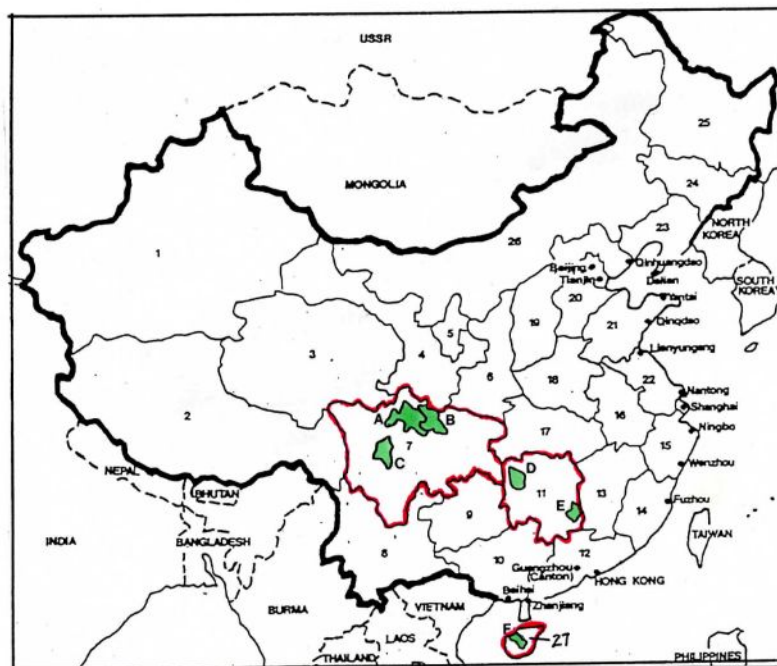 USSR
25
MONGOLIA
24
23
NORTH
KOREA
26
1
Beijing
Qinhuangdao
Tianjin
Dalian
20
Yantai
SOUTH
KOREA
19
5
21
Qingdao
3
4
Lianyungang
6
18
22
2
Nantong
A
B
16
Shanghai
7
17
Ningbo
C
15
NEPAL
D
Wenzhou
BHUTAN
11
13
9
E
14
Fuzhou
INDIA
BANGLADESH
8
TAIWAN
10
12
Guangzhou
(Canton)
HONG KONG
Beihai
BURMA
VIETNAM
Zhanjiang
LAOS
F
27
THAILAND
PHILIPPINES